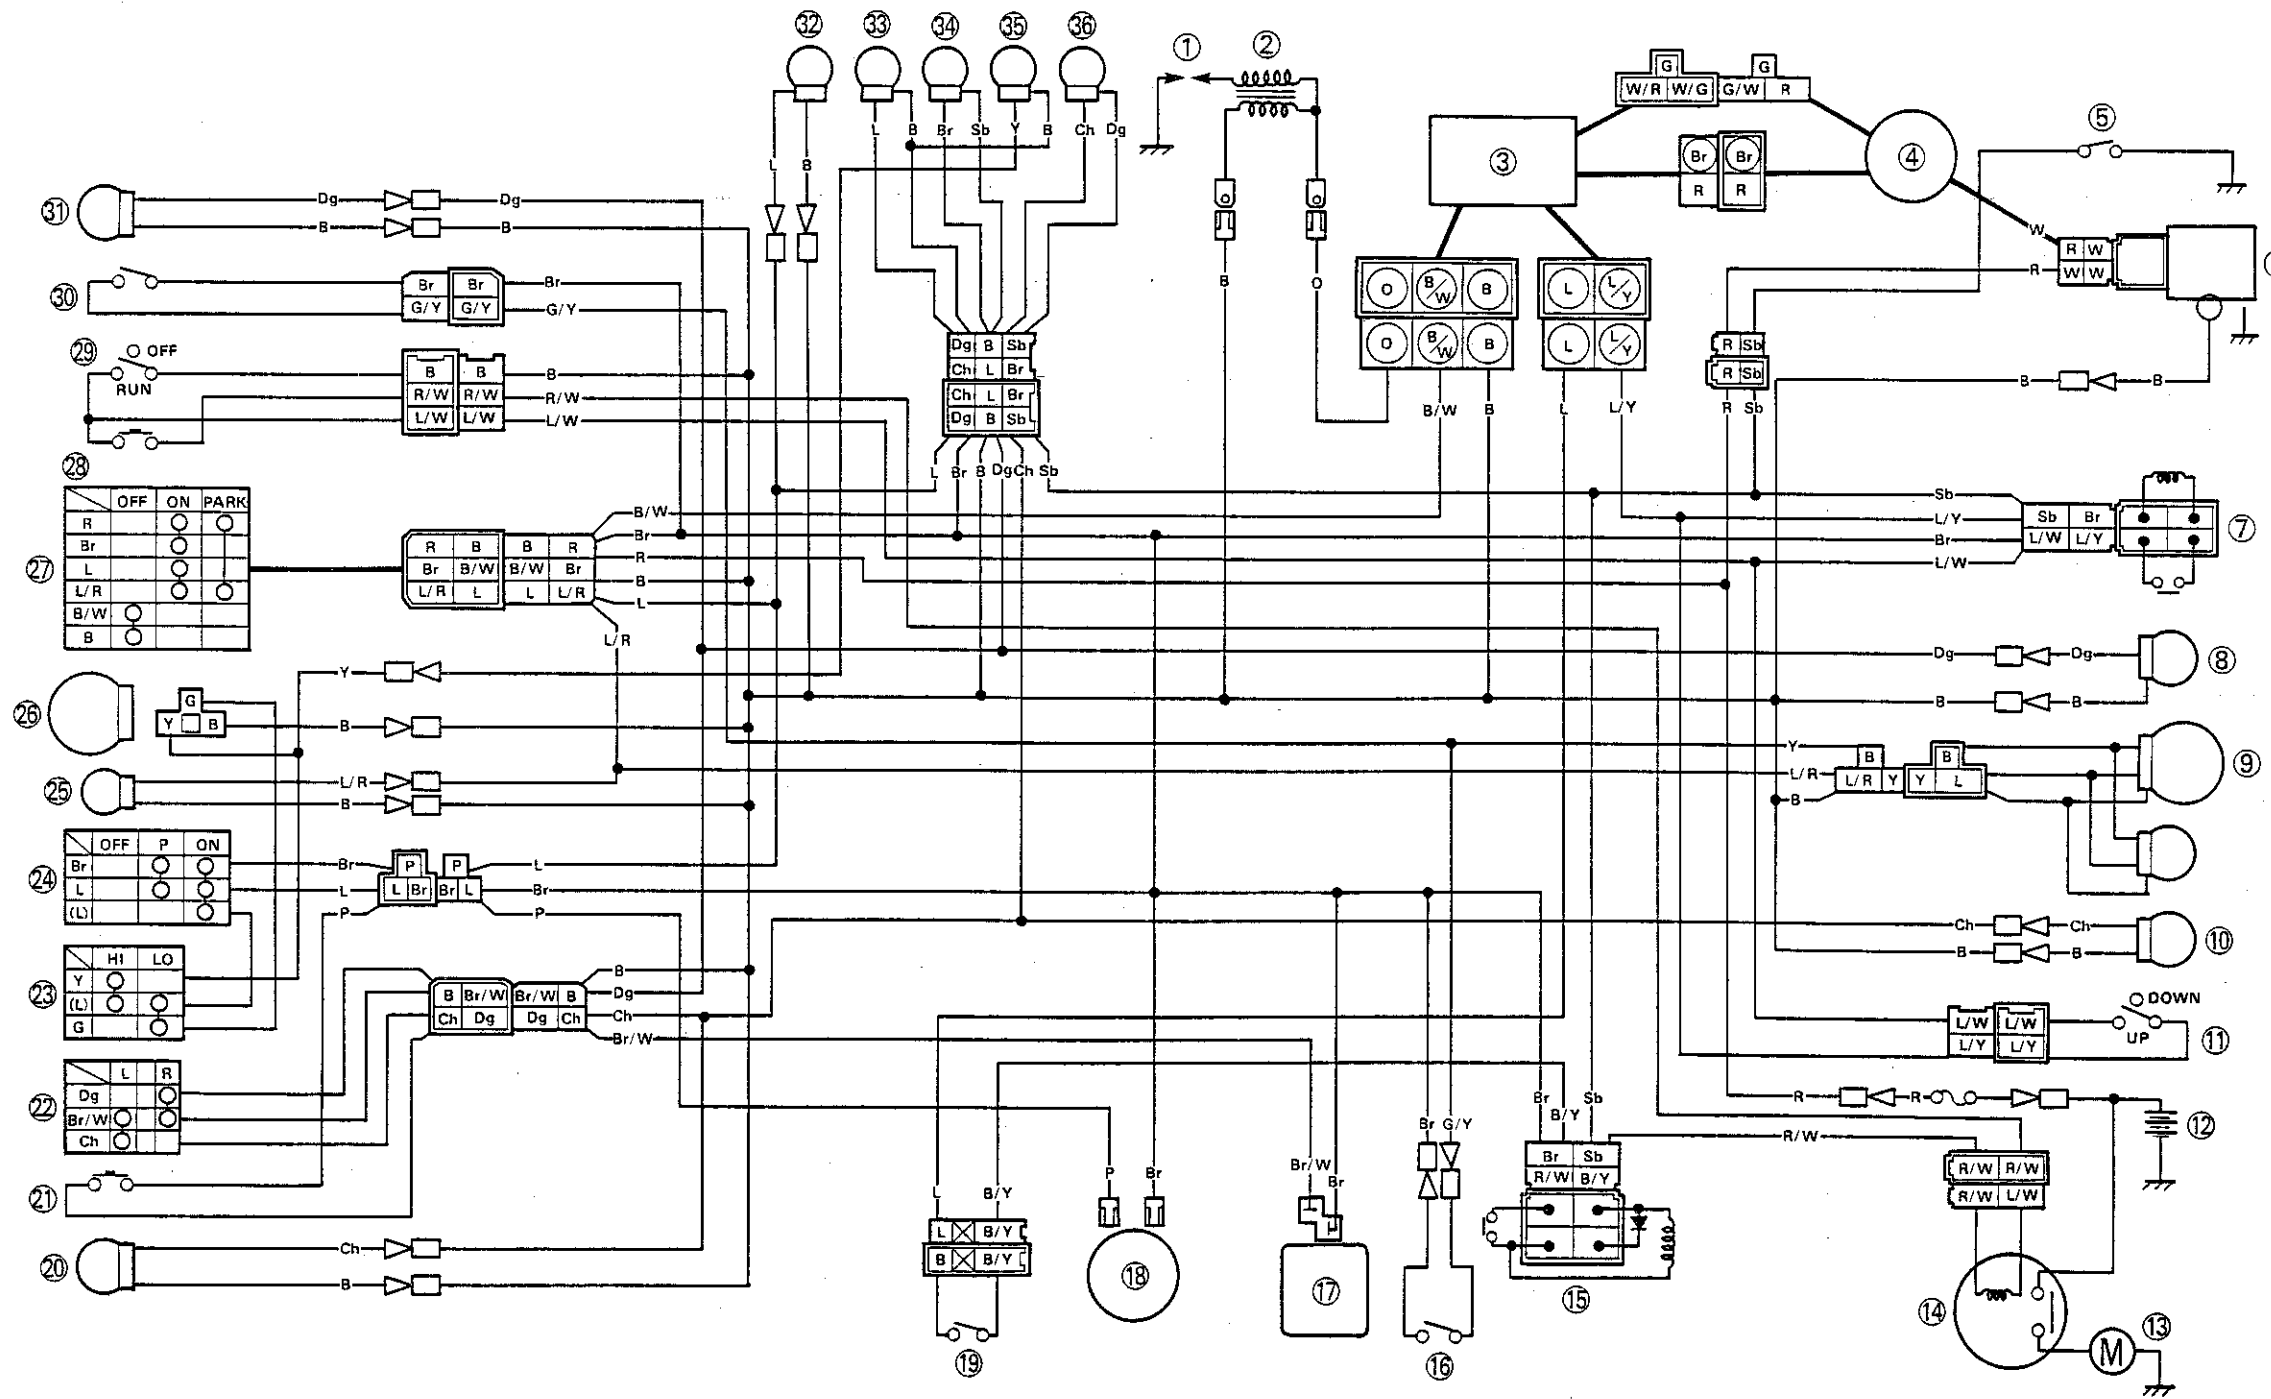 ㉜ ㉝ ㉞ ㉟ ㊱ ① ②
G G
W/R W/G G/W R
③ ④ ⑤
L B Br Sb Y B Ch Dg
L B
Br Br
R R
㉛ Dg Dg
B B
W
R W
R W W
㉚ Br Br Br
G/Y G/Y G/Y
B O
O B/W B L L/Y
O B/W B L L/Y
㉙ OFF
RUN
B B B
R/W R/W R/W
L/W L/W L/W
Dg B Sb
Ch L Br
Ch L Br
Dg B Sb
R Sb
R Sb
R Sb
B B
B/W B L L/Y
L Br B Dg Ch Sb
㉘
OFF ON PARK
R
Br
L
L/R
B/W
B
㉗
R B B R
Br B/W B/W Br
L/R L L L/R
B/W
Br
R
B
L
L/R
Sb
L/Y
Br
L/W
Sb Br
L/W L/Y
⑦
Dg Dg
B B
⑧
㉖ G
Y B
Y
B
Y
L/R
B
B B
L/R Y Y L
⑨
㉕ L/R
B
㉔
OFF P ON
Br
L
(L)
Br
L
P
P P
L Br Br L
L
Br
P
Ch Ch
B B
⑩
㉓
HI LO
Y
(L)
G
B Br/W Br/W B
Ch Dg Dg Ch
B
Dg
Ch
Br/W
L/W L/W
L/Y L/Y
DOWN
UP
⑪
㉒
L R
Dg
Br/W
Ch
R R
⑫
Br B/Y Sb
Br G/Y
R/W
Br Sb
R/W B/Y
R/W R/W
R/W L/W
㉑
P Br
Br/W Br
L B/Y
L B/Y
B B/Y
⑳ Ch
B
⑱ ⑰ ⑮
⑲ ⑯
⑭ ⑬
M